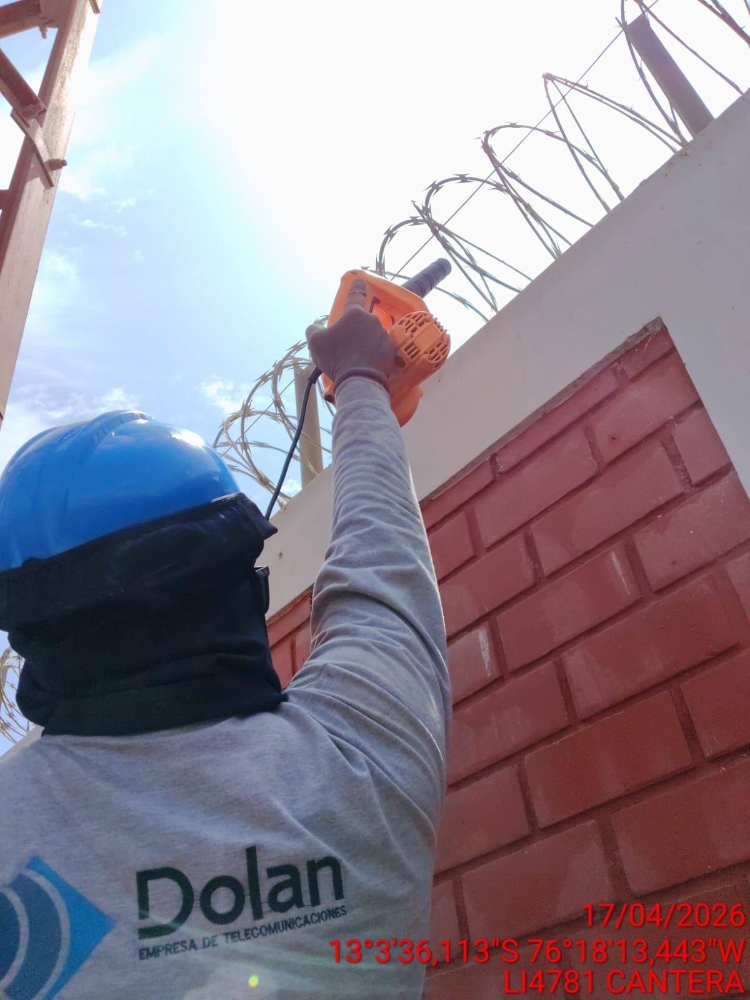 Dolan
EMPRESA DE TELECOMUNICACIONES
17/04/2026
13°3'36,113"S 76°18'13,443"W
LI4781 CANTERA